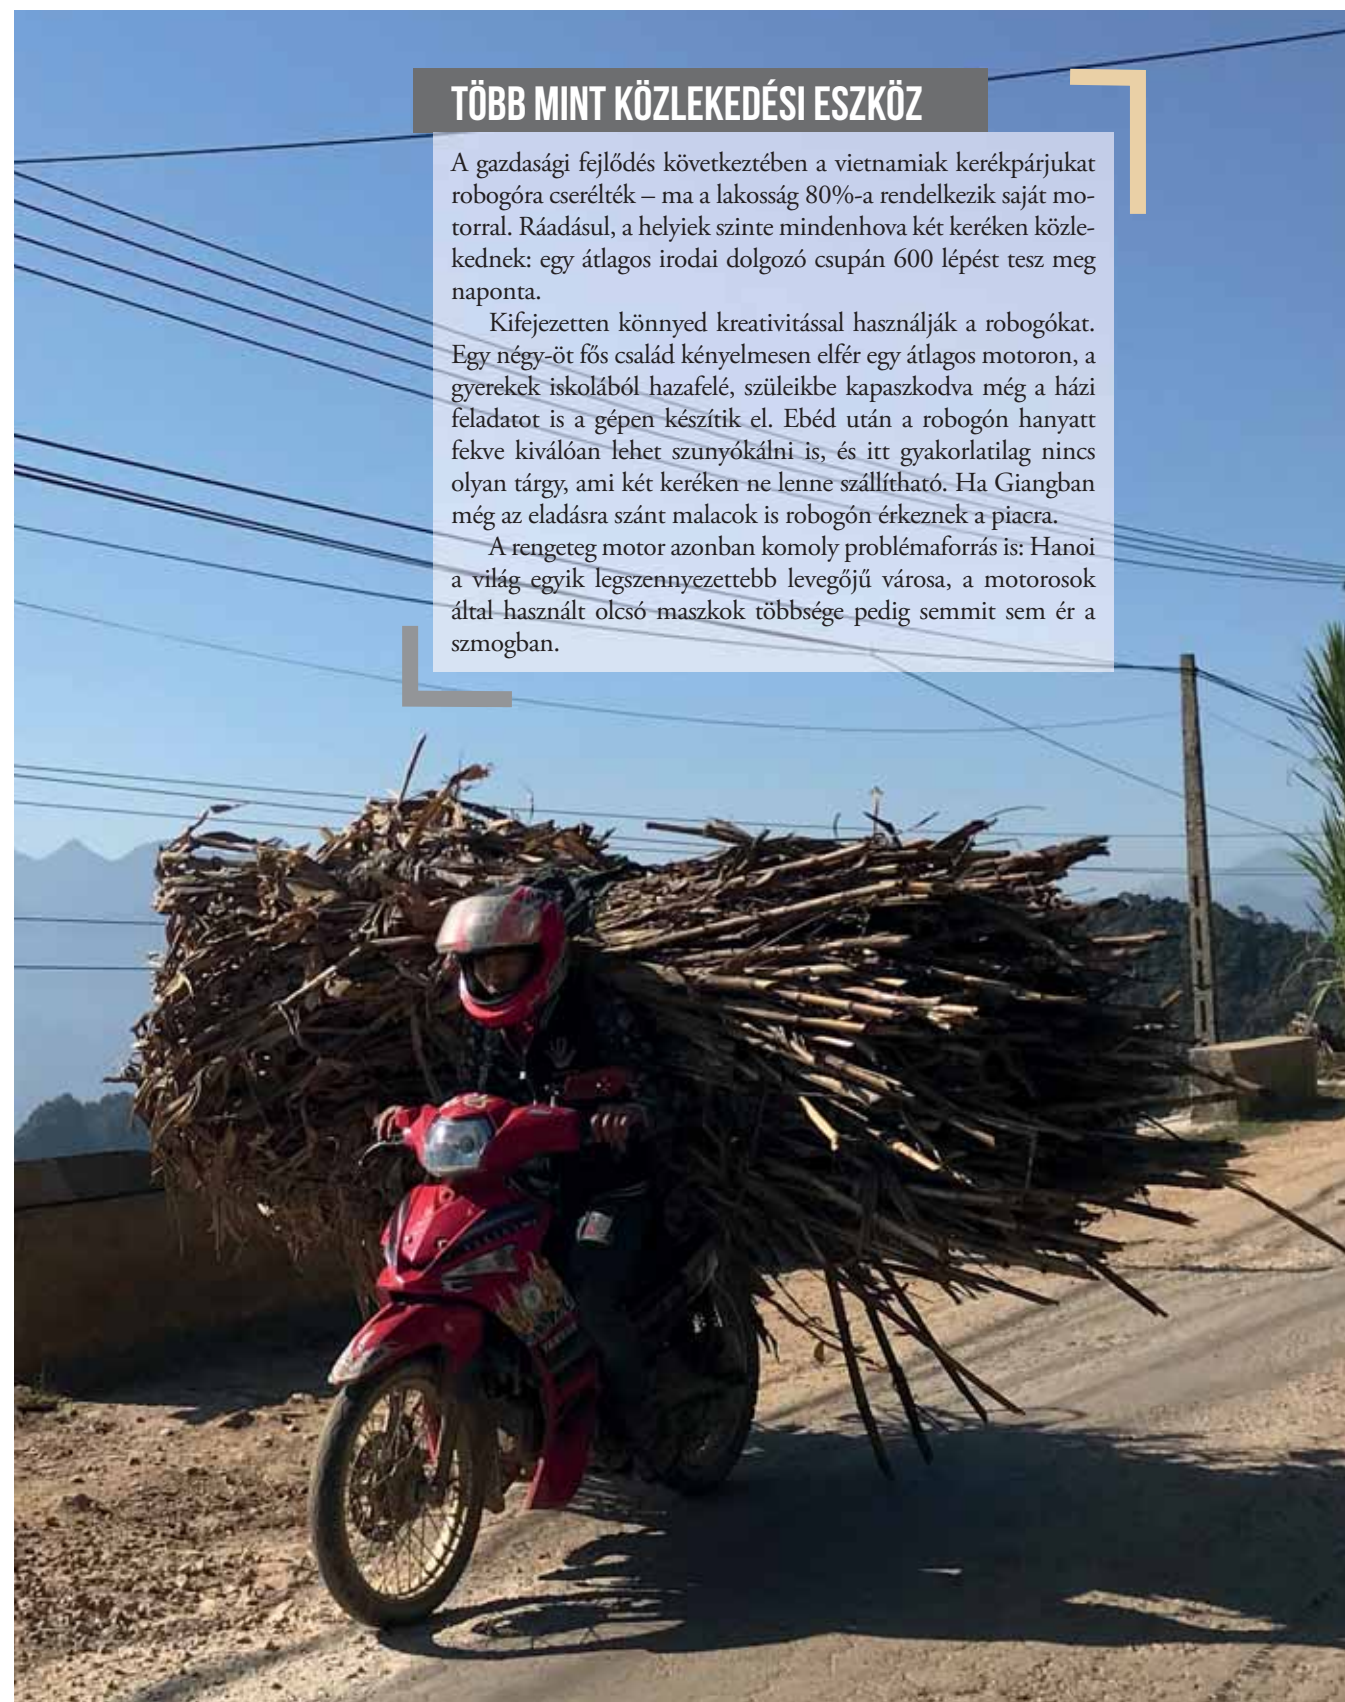 TÖBB MINT KÖZLEKEDÉSI ESZKÖZ
A gazdasági fejlődés következtében a vietnamiak kerékpárjukat
robogóra cserélték – ma a lakosság 80%-a rendelkezik saját mo-
torral. Ráadásul, a helyiek szinte mindenhova két keréken közle-
kednek: egy átlagos irodai dolgozó csupán 600 lépést tesz meg
naponta.
Kifejezetten könnyed kreativitással használják a robogókat.
Egy négy-öt fős család kényelmesen elfér egy átlagos motoron, a
gyerekek iskolából hazafelé, szüleikbe kapaszkodva még a házi
feladatot is a gépen készítik el. Ebéd után a robogón hanyatt
fekve kiválóan lehet szunyókálni is, és itt gyakorlatilag nincs
olyan tárgy, ami két keréken ne lenne szállítható. Ha Giangban
még az eladásra szánt malacok is robogón érkeznek a piacra.
A rengeteg motor azonban komoly problémaforrás is: Hanoi
a világ egyik legszennyezettebb levegőjű városa, a motorosok
által használt olcsó maszkok többsége pedig semmit sem ér a
szmogban.